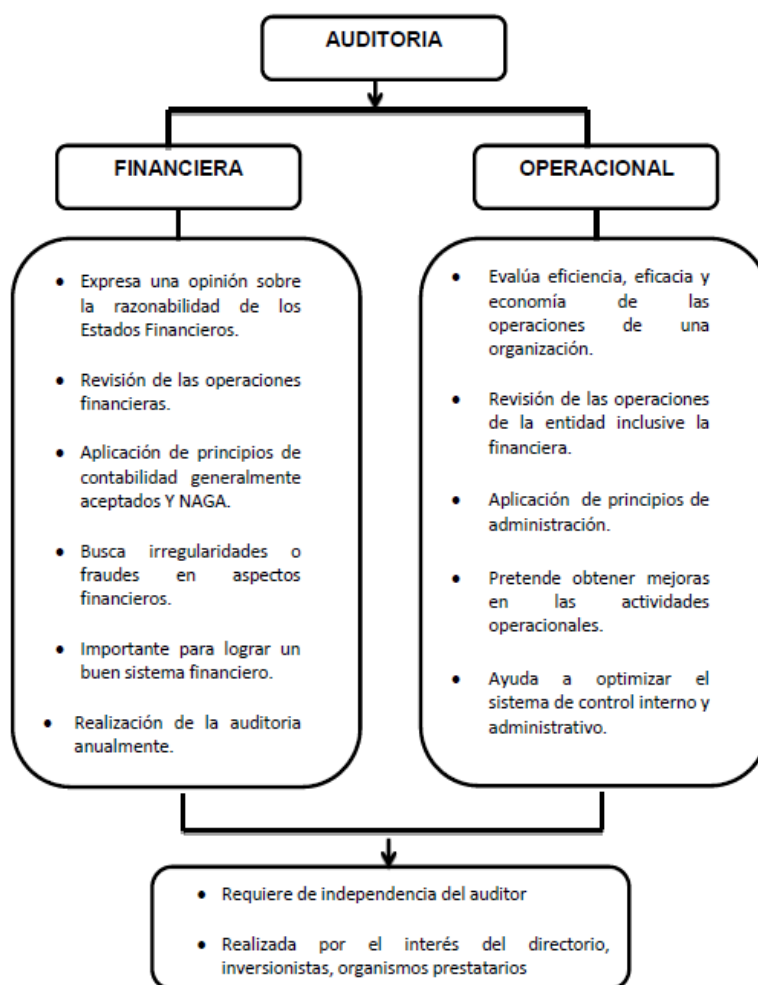 AUDITORIA
FINANCIERA
OPERACIONAL
• Expresa una opinión sobre
la razonabilidad de los
Estados Financieros.
• Revisión de las operaciones
financieras.
• Aplicación de principios de
contabilidad generalmente
aceptados Y NAGA.
• Busca irregularidades o
fraudes en aspectos
financieros.
• Importante para lograr un
buen sistema financiero.
• Realización de la auditoria
anualmente.
• Evalúa eficiencia, eficacia y
economía de las
operaciones de una
organización.
• Revisión de las operaciones
de la entidad inclusive la
financiera.
• Aplicación de principios de
administración.
• Pretende obtener mejoras
en las actividades
operacionales.
• Ayuda a optimizar el
sistema de control interno y
administrativo.
• Requiere de independencia del auditor
• Realizada por el interés del directorio,
inversionistas, organismos prestatarios